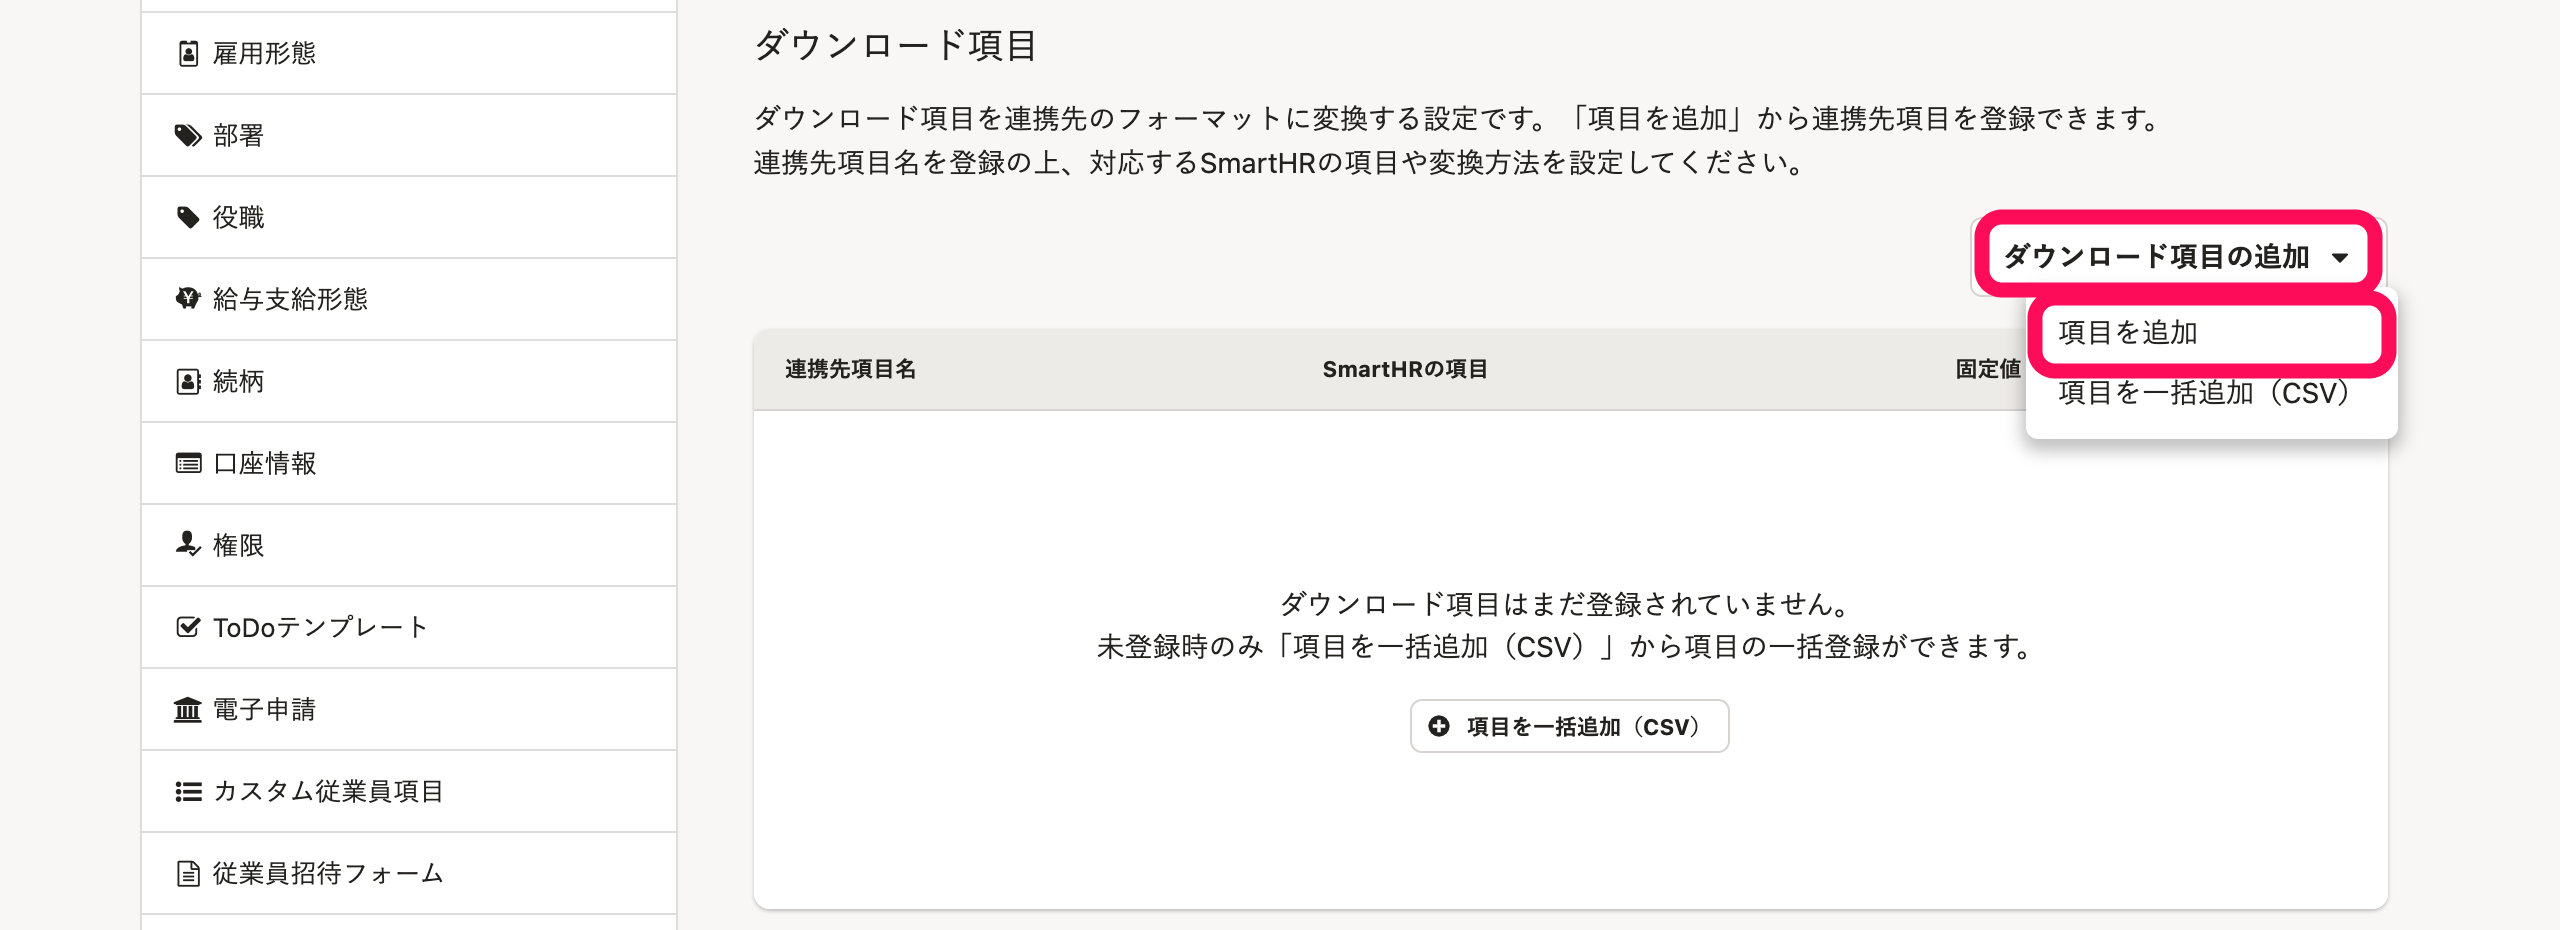 雇用形態
部署
役職
給与支給形態
続柄
口座情報
権限
ToDoテンプレート
電子申請
カスタム従業員項目
従業員招待フォーム
ダウンロード項目
ダウンロード項目を連携先のフォーマットに変換する設定です。「項目を追加」から連携先項目を登録できます。
連携先項目名を登録の上、対応するSmartHRの項目や変換方法を設定してください。
ダウンロード項目の追加
項目を追加
項目を一括追加（CSV）
連携先項目名 SmartHRの項目 固定値
ダウンロード項目はまだ登録されていません。
未登録時のみ「項目を一括追加（CSV）」から項目の一括登録ができます。
項目を一括追加（CSV）